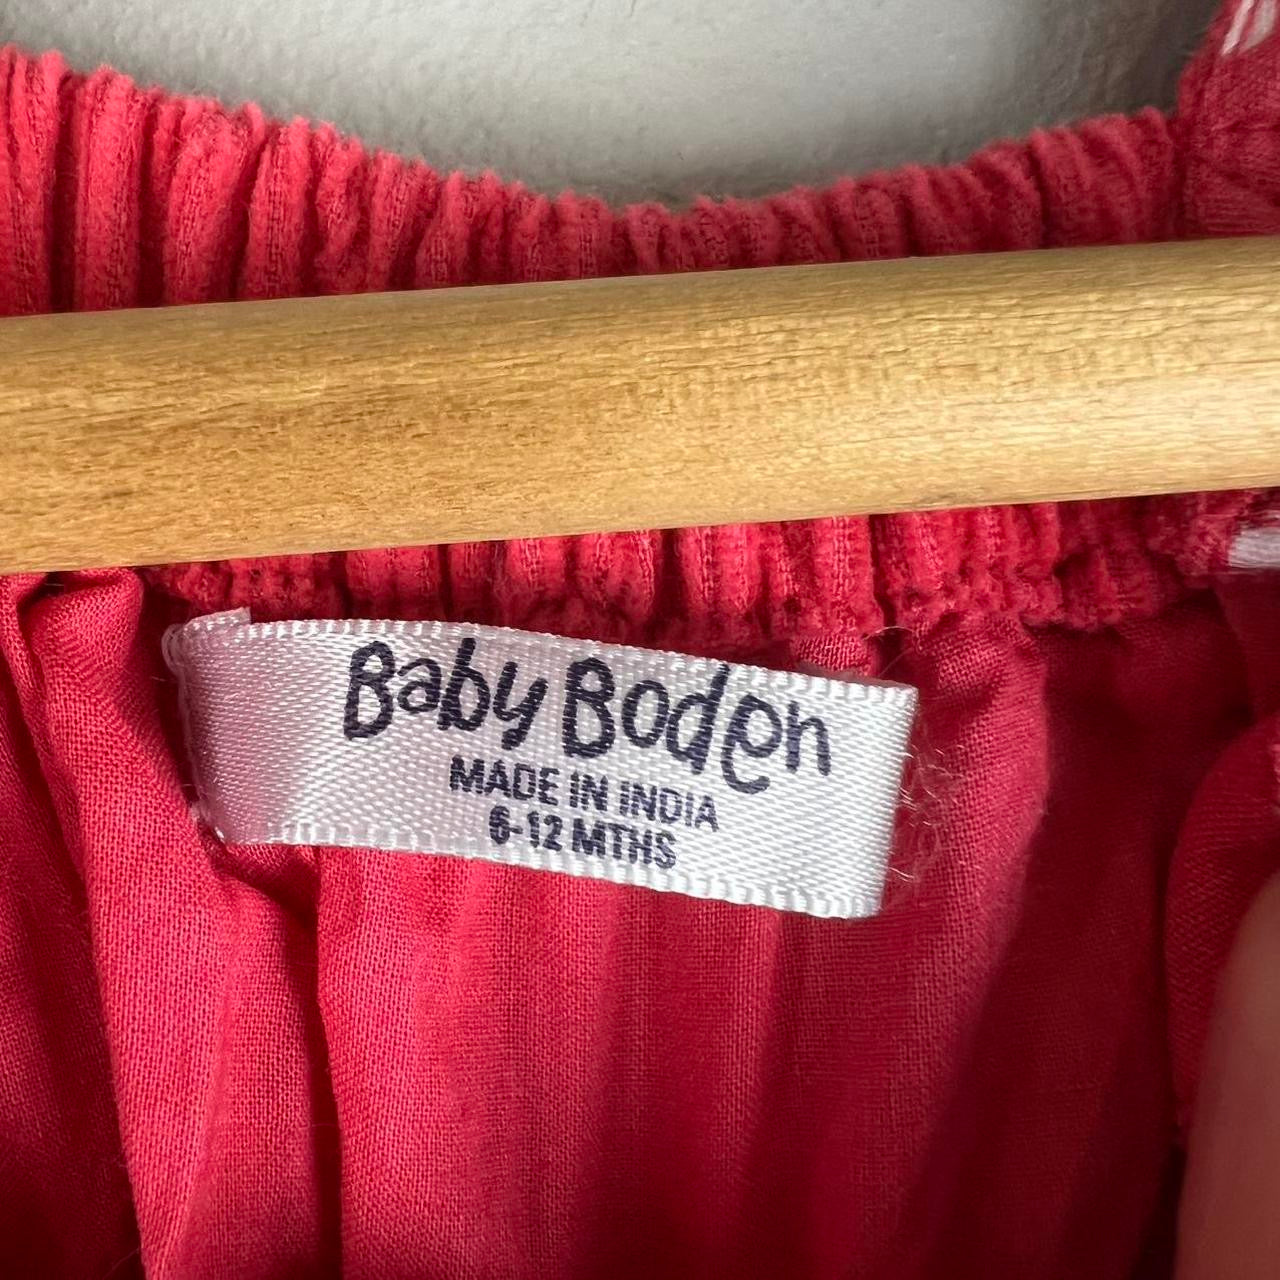 Baby Boden
MADE IN INDIA
6-12 MTHS